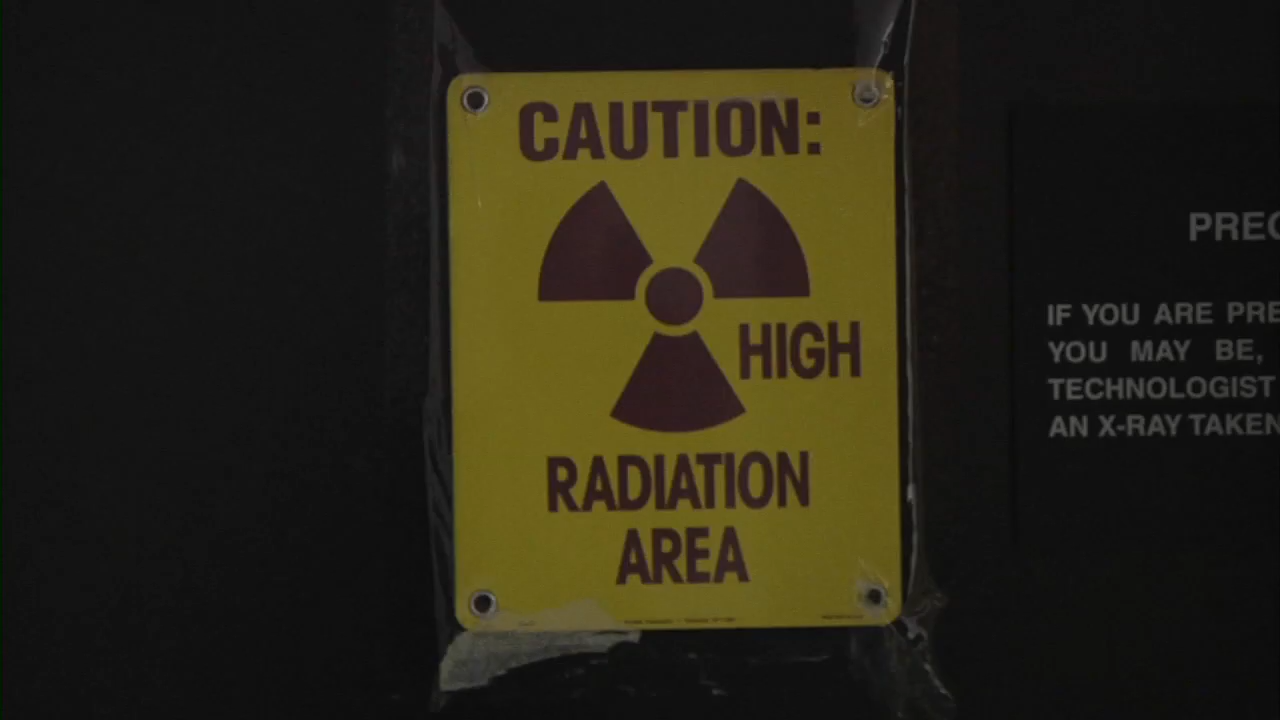 CAUTION:
HIGH
RADIATION
AREA
PREC
IF YOU ARE PRE
YOU MAY BE,
TECHNOLOGIST
AN X-RAY TAKEN